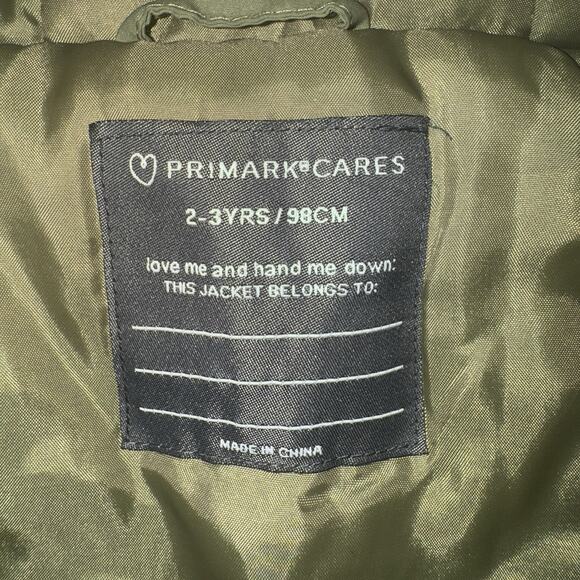 PRIMARK®CARES
2-3YRS/98CM
love me and hand me down:
THIS JACKET BELONGS TO:
MADE IN CHINA